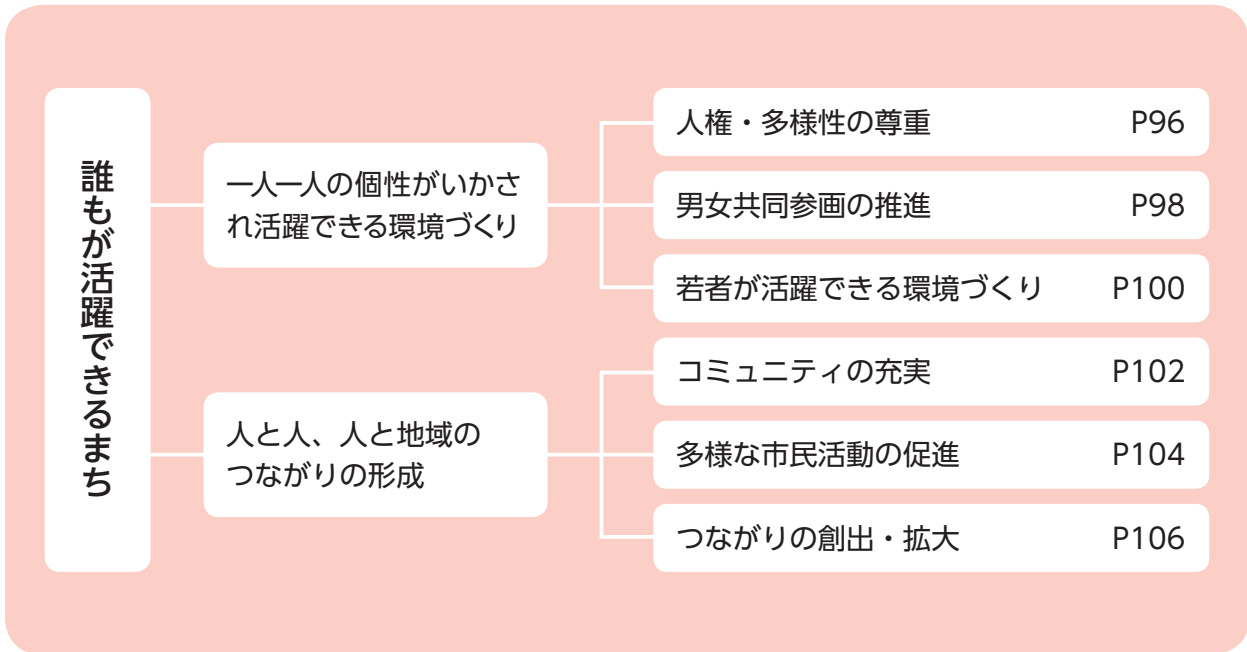 誰もが活躍できるまち
一人一人の個性がいかさ
れ活躍できる環境づくり
人権・多様性の尊重 P96
男女共同参画の推進 P98
若者が活躍できる環境づくり P100
人と人、人と地域の
つながりの形成
コミュニティの充実 P102
多様な市民活動の促進 P104
つながりの創出・拡大 P106